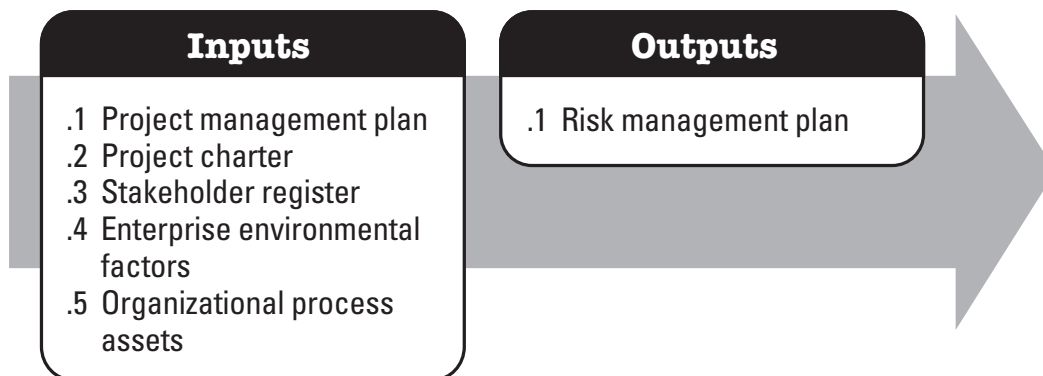 Inputs
.1 Project management plan
.2 Project charter
.3 Stakeholder register
.4 Enterprise environmental
factors
.5 Organizational process
assets
Outputs
.1 Risk management plan